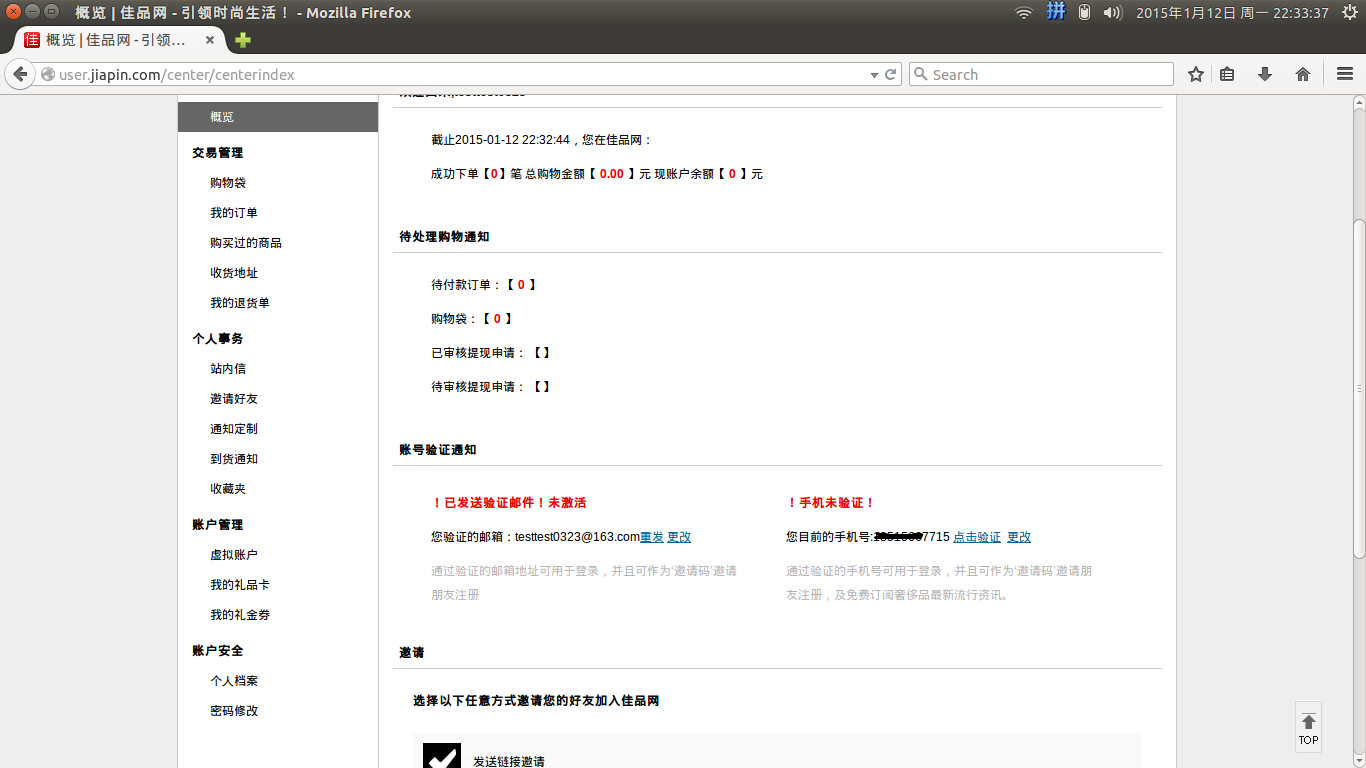 概览 | 佳品网 - 引领时尚生活! - Mozilla Firefox
拼
2015年1月12日 周一 22:33:37
佳 概览 | 佳品网 - 引领...
user.jiapin.com/center/centerindex
Search
概览
交易管理
购物袋
我的订单
购买过的商品
收货地址
我的退货单
个人事务
站内信
邀请好友
通知定制
到货通知
收藏夹
账户管理
虚拟账户
我的礼品卡
我的礼金券
账户安全
个人档案
密码修改
截止2015-01-12 22:32:44，您在佳品网：
成功下单【0】笔 总购物金额【 0.00 】元 现账户余额【 0 】元
待处理购物通知
待付款订单：【 0 】
购物袋：【 0 】
已审核提现申请： 【 】
待审核提现申请： 【 】
账号验证通知
！已发送验证邮件！未激活
您验证的邮箱：testtest0323@163.com重发 更改
通过验证的邮箱地址可用于登录，并且可作为‘邀请码’邀请
朋友注册
！手机未验证！
您目前的手机号:7715 点击验证 更改
通过验证的手机号可用于登录，并且可作为‘邀请码’邀请朋
友注册，及免费订阅奢侈品最新流行资讯。
邀请
选择以下任意方式邀请您的好友加入佳品网
发送链接邀请
TOP